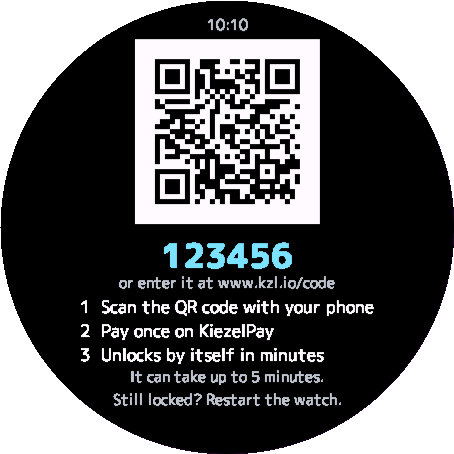 10:10
123456
or enter it at www.kzl.io/code
1 Scan the QR code with your phone
2 Pay once on KiezelPay
3 Unlocks by itself in minutes
It can take up to 5 minutes.
Still locked? Restart the watch.